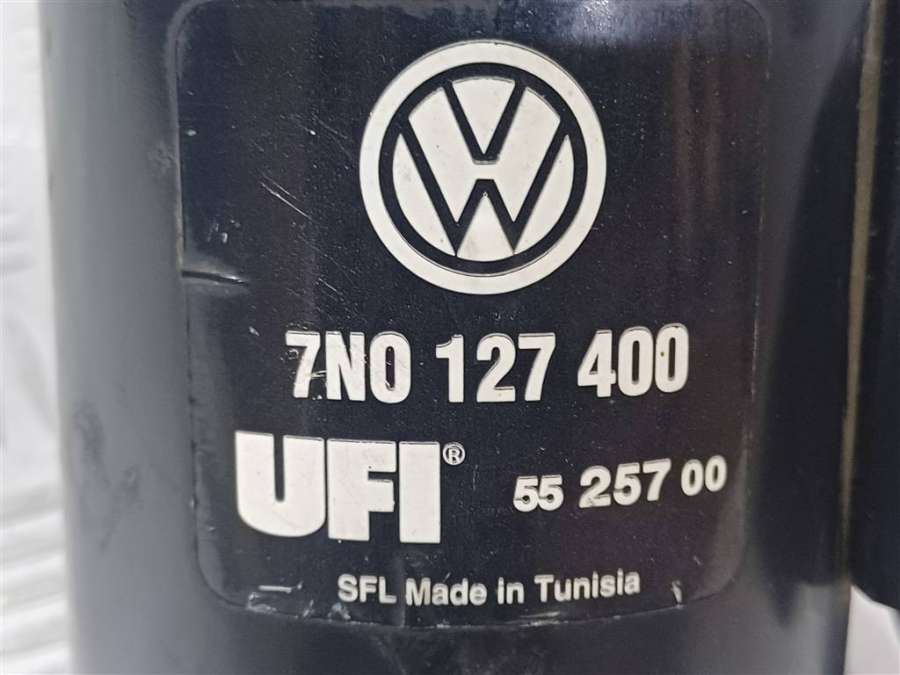 7N0 127 400
UFI® 55 257 00
SFL Made in Tunisia